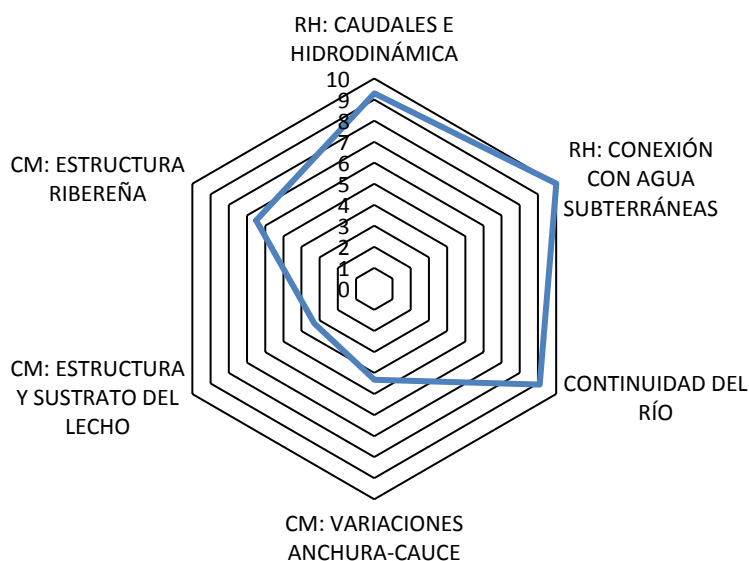 RH: CAUDALES E
HIDRODINÁMICA
10
9
8
7
6
5
4
3
2
1
0
RH: CONEXIÓN
CON AGUA
SUBTERRÁNEAS
CONTINUIDAD DEL
RÍO
CM: VARIACIONES
ANCHURA-CAUCE
CM: ESTRUCTURA
Y SUSTRATO DEL
LECHO
CM: ESTRUCTURA
RIBEREÑA